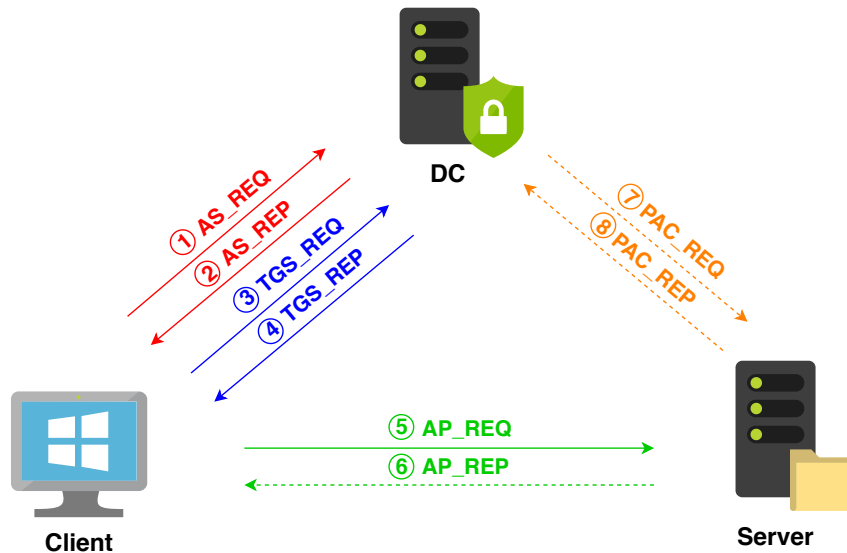 DC
① AS_REQ
② AS_REP
③ TGS_REQ
④ TGS_REP
⑦ PAC_REQ
⑧ PAC_REP
⑤ AP_REQ
⑥ AP_REP
Client
Server